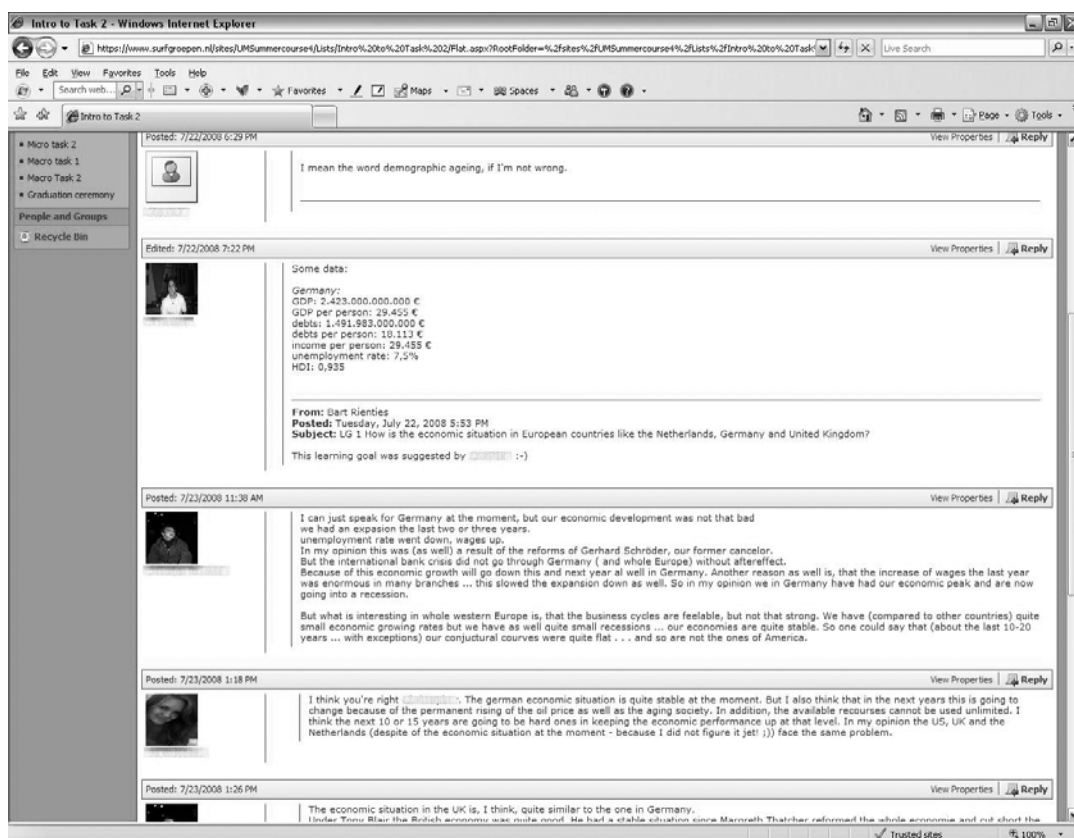 Intro to Task 2 - Windows Internet Explorer
https://www.surfgroepen.nl/sites/UMSummercourse4/Lists/Intro%20to%20Task%202/Flat.aspx?RootFolder=%2fsites%2fUMSummercourse4%2fLists%2fIntro%20to%20Task
Live Search
File Edit View Favorites Tools Help
Search web... Favorites Maps Spaces
Intro to Task 2 Page Tools
Micro task 2
Macro task 1
Macro Task 2
Graduation ceremony
People and Groups
Recycle Bin
Posted: 7/22/2008 6:29 PM View Properties Reply
I mean the word demographic ageing, if I'm not wrong.
Edited: 7/22/2008 7:22 PM View Properties Reply
Some data:
Germany:
GDP: 2.423.000.000.000 €
GDP per person: 29.455 €
debts: 1.491.983.000.000 €
debts per person: 18.113 €
income per person: 29.455 €
unemployment rate: 7,5%
HDI: 0,935
From: Bart Rienties
Posted: Tuesday, July 22, 2008 5:53 PM
Subject: LG 1 How is the economic situation in European countries like the Netherlands, Germany and United Kingdom?
This learning goal was suggested by :-)
Posted: 7/23/2008 11:38 AM View Properties Reply
I can just speak for Germany at the moment, but our economic development was not that bad
we had an expasion the last two or three years.
unemployment rate went down, wages up.
In my opinion this was (as well) a result of the reforms of Gerhard Schröder, our former cancelor.
But the international bank crisis did not go through Germany ( and whole Europe) without aftereffect.
Because of this economic growth will go down this and next year al well in Germany. Another reason as well is, that the increase of wages the last year
was enormous in many branches ... this slowed the expansion down as well. So in my opinion we in Germany have had our economic peak and are now
going into a recession.
But what is interesting in whole western Europe is, that the business cycles are feelable, but not that strong. We have (compared to other countries) quite
small economic growing rates but we have as well quite small recessions ... our economies are quite stable. So one could say that (about the last 10-20
years ... with exceptions) our conjuctural courves were quite flat . . . and so are not the ones of America.
Posted: 7/23/2008 1:18 PM View Properties Reply
I think you're right . The german economic situation is quite stable at the moment. But I also think that in the next years this is going to
change because of the permanent rising of the oil price as well as the aging society. In addition, the available recourses cannot be used unlimited. I
think the next 10 or 15 years are going to be hard ones in keeping the economic performance up at that level. In my opinion the US, UK and the
Netherlands (despite of the economic situation at the moment - because I did not figure it jet! ;)) face the same problem.
Posted: 7/23/2008 1:26 PM View Properties Reply
The economic situation in the UK is, I think, quite similar to the one in Germany.
Under Tony Blair the British economy was quite good. He had a stable situation since Margreth Thatcher reformed the whole economie and cut short the
Trusted sites 100%